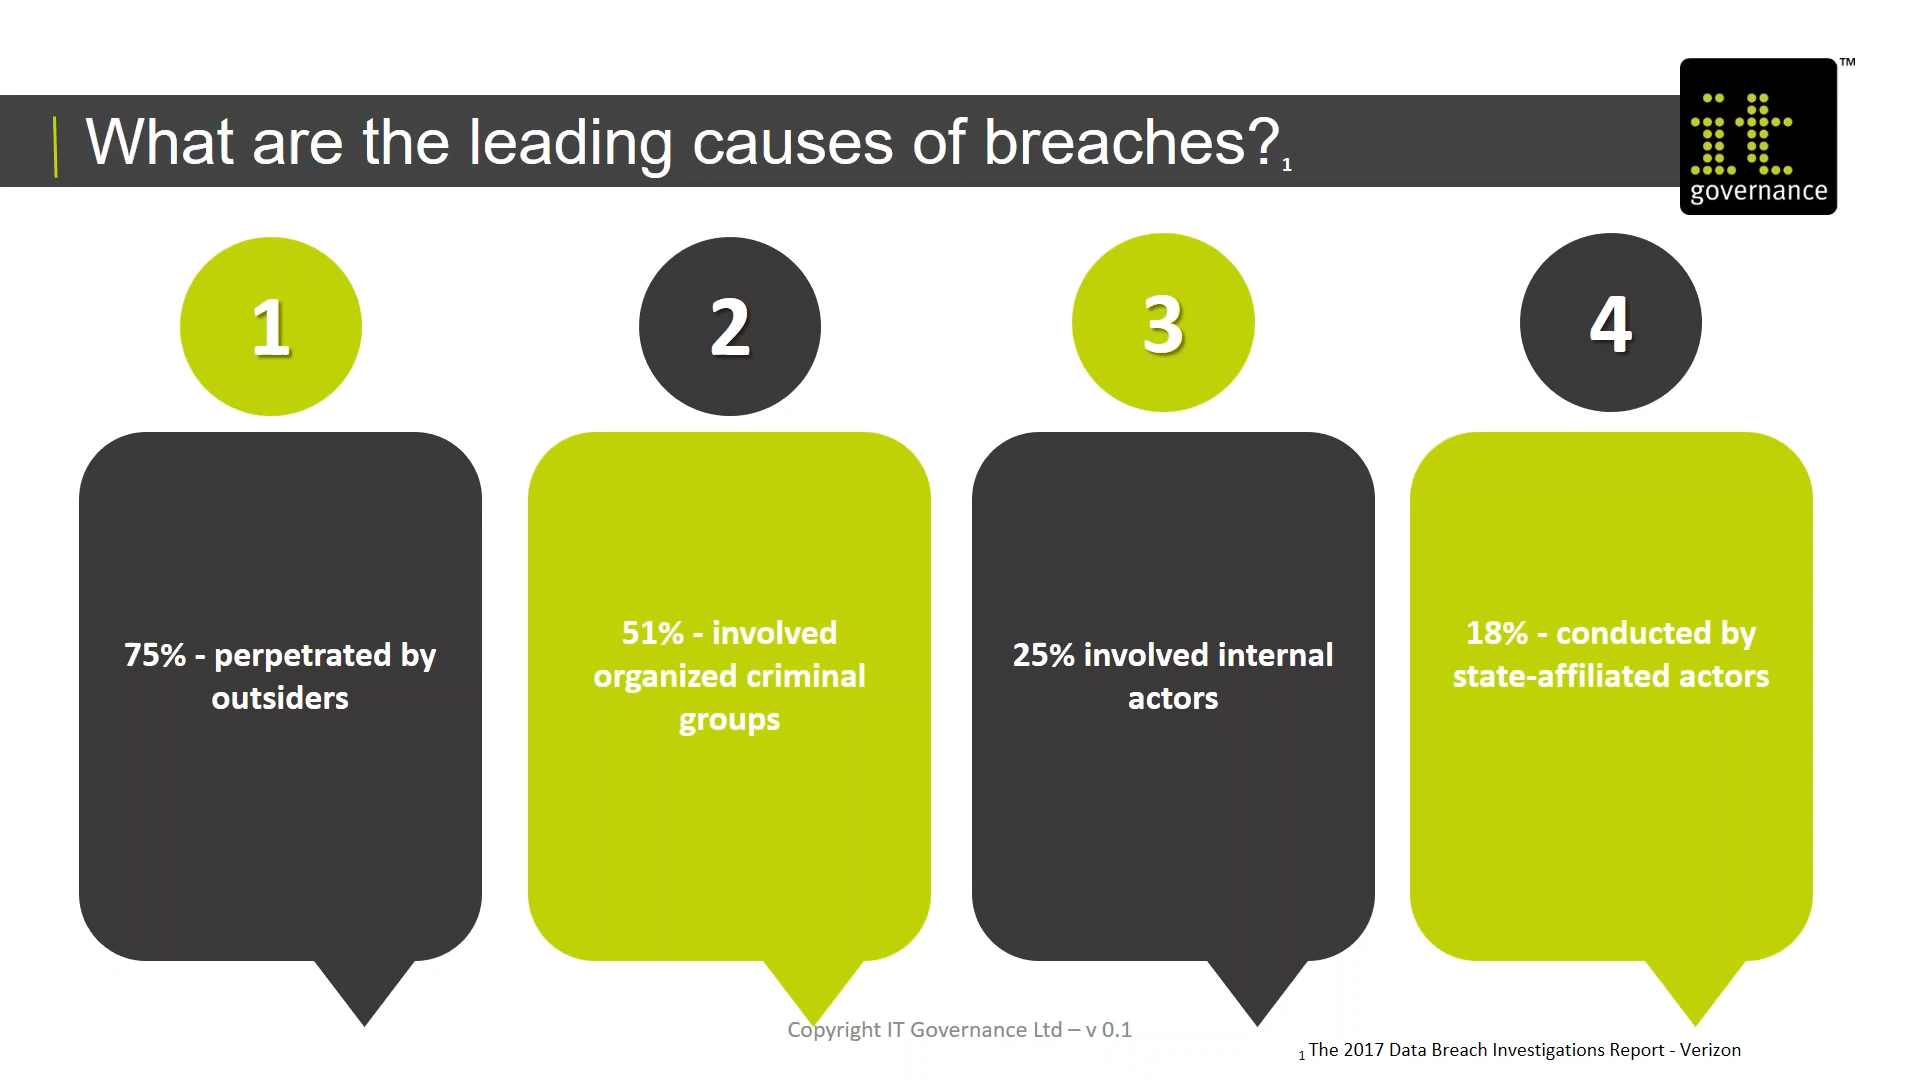 TM
What are the leading causes of breaches?1
it
governance
1
2
3
4
75% - perpetrated by
outsiders
51% - involved
organized criminal
groups
25% involved internal
actors
18% - conducted by
state-affiliated actors
Copyright IT Governance Ltd – v 0.1
1 The 2017 Data Breach Investigations Report - Verizon